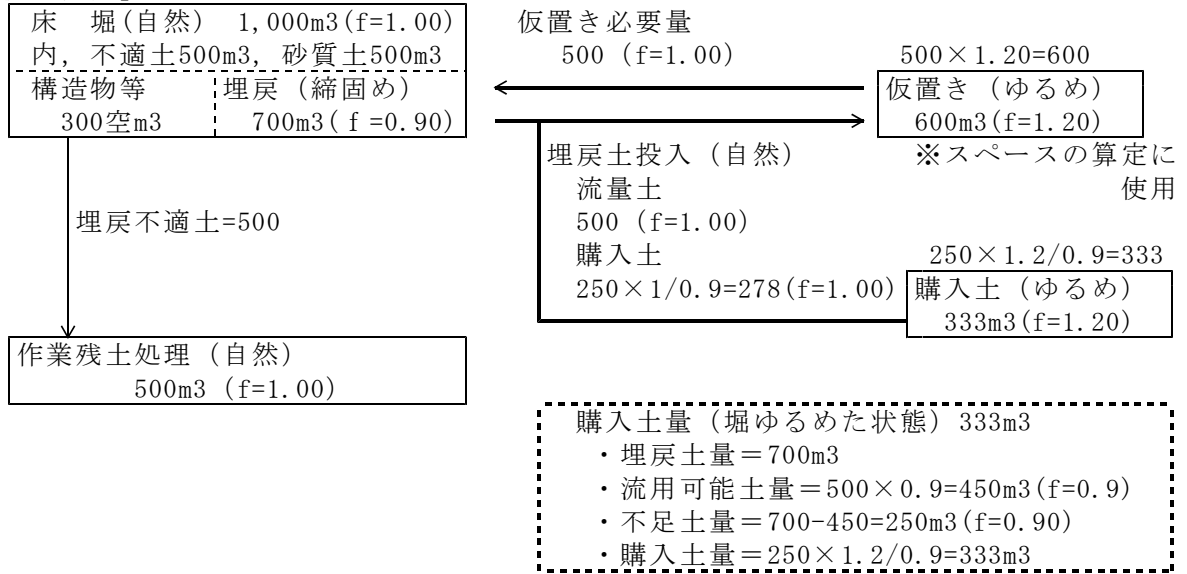 床　堀(自然)　1,000m3(f=1.00)
内, 不適土500m3, 砂質土500m3
構造物等
300空m3
埋戻（締固め）
700m3(ｆ=0.90)
仮置き必要量
500 (f=1.00)
500×1.20=600
仮置き（ゆるめ）
600m3(f=1.20)
※スペースの算定に
使用
埋戻土投入（自然）
流量土
500 (f=1.00)
購入土
250×1/0.9=278(f=1.00)
250×1.2/0.9=333
購入土（ゆるめ）
333m3(f=1.20)
埋戻不適土=500
作業残土処理（自然）
500m3 (f=1.00)
購入土量（堀ゆるめた状態）333m3
・埋戻土量＝700m3
・流用可能土量＝500×0.9=450m3(f=0.9)
・不足土量＝700-450=250m3(f=0.90)
・購入土量＝250×1.2/0.9=333m3